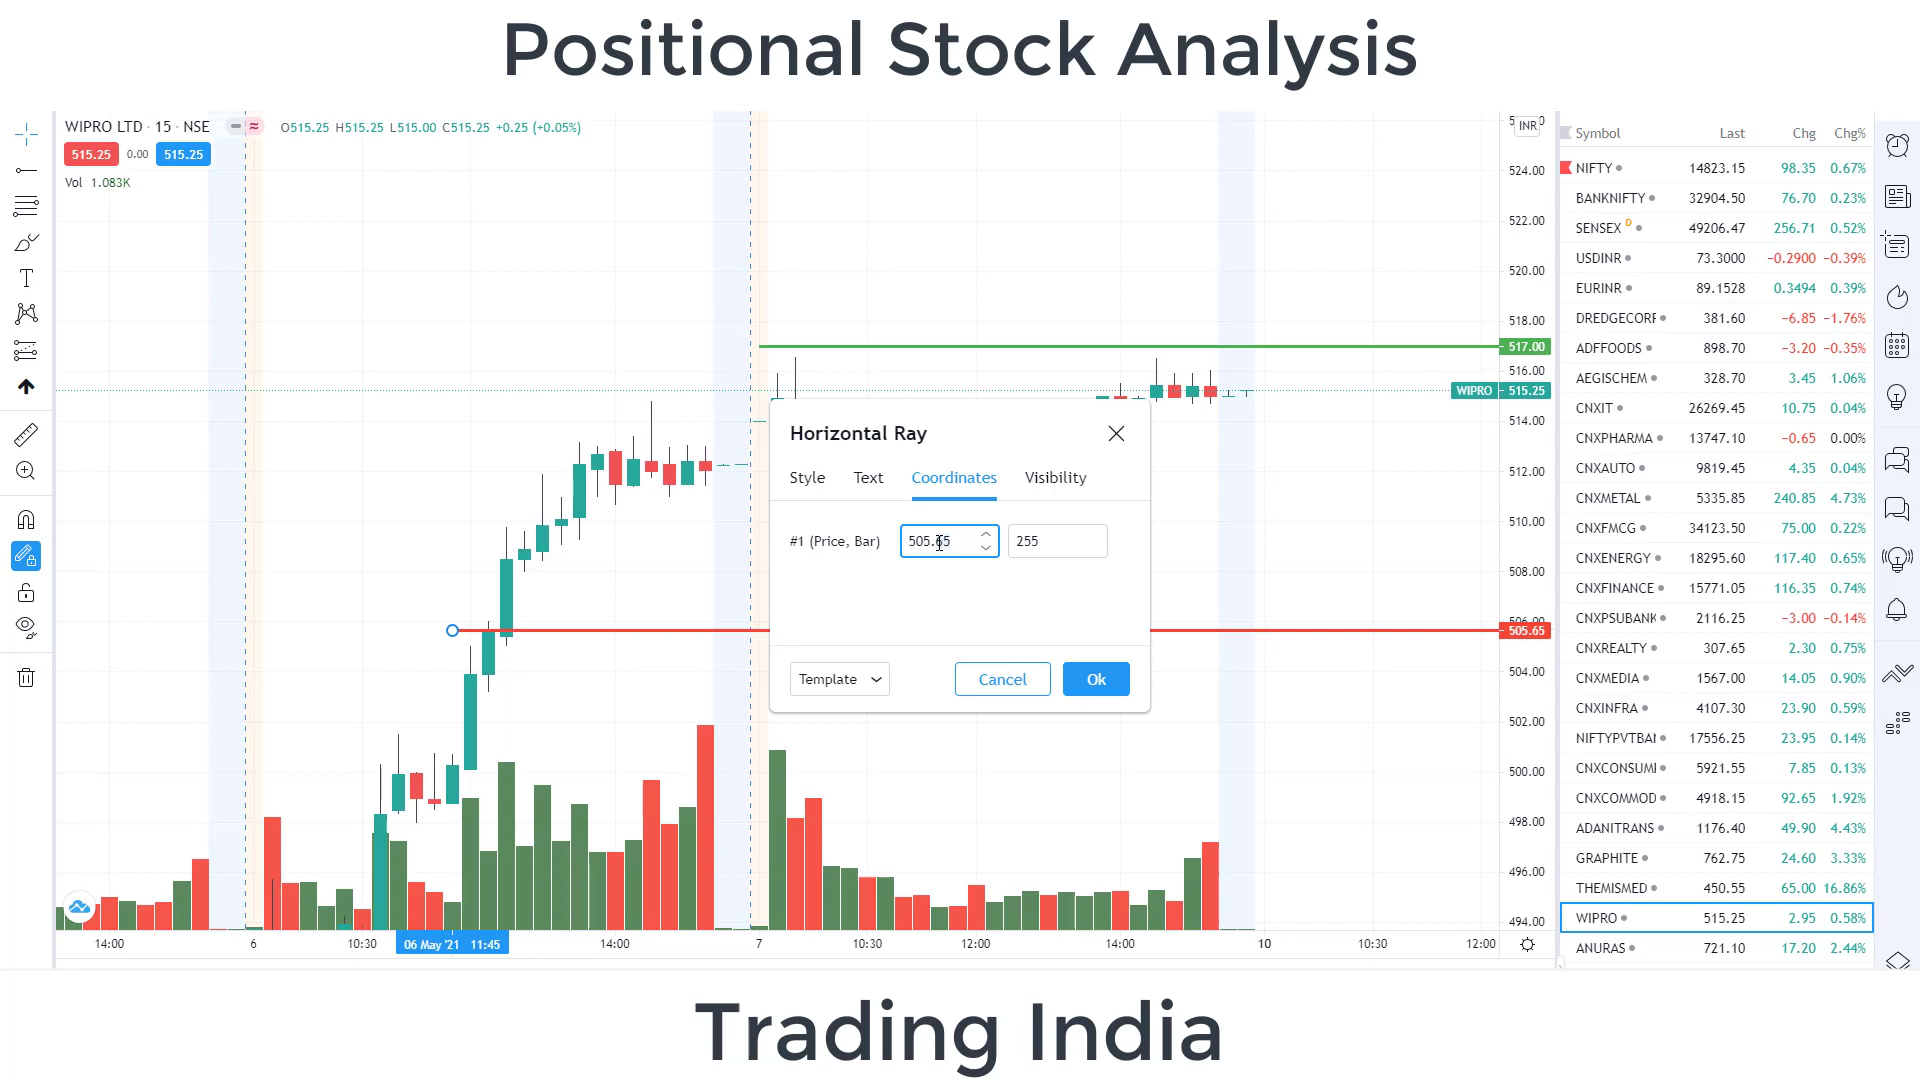 Positional Stock Analysis
WIPRO LTD · 15 · NSE
O515.25 H515.25 L515.00 C515.25 +0.25 (+0.05%)
515.25 0.00 515.25
Vol 1.083K
INR
524.00
522.00
520.00
518.00
517.00
516.00
WIPRO 515.25
514.00
512.00
510.00
508.00
505.65
504.00
502.00
500.00
498.00
496.00
494.00
Horizontal Ray
Style Text Coordinates Visibility
#1 (Price, Bar) 505.65 255
Template Cancel Ok
14:00 6 10:30 06 May '21 11:45 14:00 7 10:30 12:00 14:00 10 10:30 12:00
Symbol Last Chg Chg%
NIFTY 14823.15 98.35 0.67%
BANKNIFTY 32904.50 76.70 0.23%
SENSEX D 49206.47 256.71 0.52%
USDINR 73.3000 −0.2900 −0.39%
EURINR 89.1528 0.3494 0.39%
DREDGECORF 381.60 −6.85 −1.76%
ADFFOODS 898.70 −3.20 −0.35%
AEGISCHEM 328.70 3.45 1.06%
CNXIT 26269.45 10.75 0.04%
CNXPHARMA 13747.10 −0.65 0.00%
CNXAUTO 9819.45 4.35 0.04%
CNXMETAL 5335.85 240.85 4.73%
CNXFMCG 34123.50 75.00 0.22%
CNXENERGY 18295.60 117.40 0.65%
CNXFINANCE 15771.05 116.35 0.74%
CNXPSUBANK 2116.25 −3.00 −0.14%
CNXREALTY 307.65 2.30 0.75%
CNXMEDIA 1567.00 14.05 0.90%
CNXINFRA 4107.30 23.90 0.59%
NIFTYPVTBAI 17556.25 23.95 0.14%
CNXCONSUMI 5921.55 7.85 0.13%
CNXCOMMOD 4918.15 92.65 1.92%
ADANITRANS 1176.40 49.90 4.43%
GRAPHITE 762.75 24.60 3.33%
THEMISMED 450.55 65.00 16.86%
WIPRO 515.25 2.95 0.58%
ANURAS 721.10 17.20 2.44%
Trading India